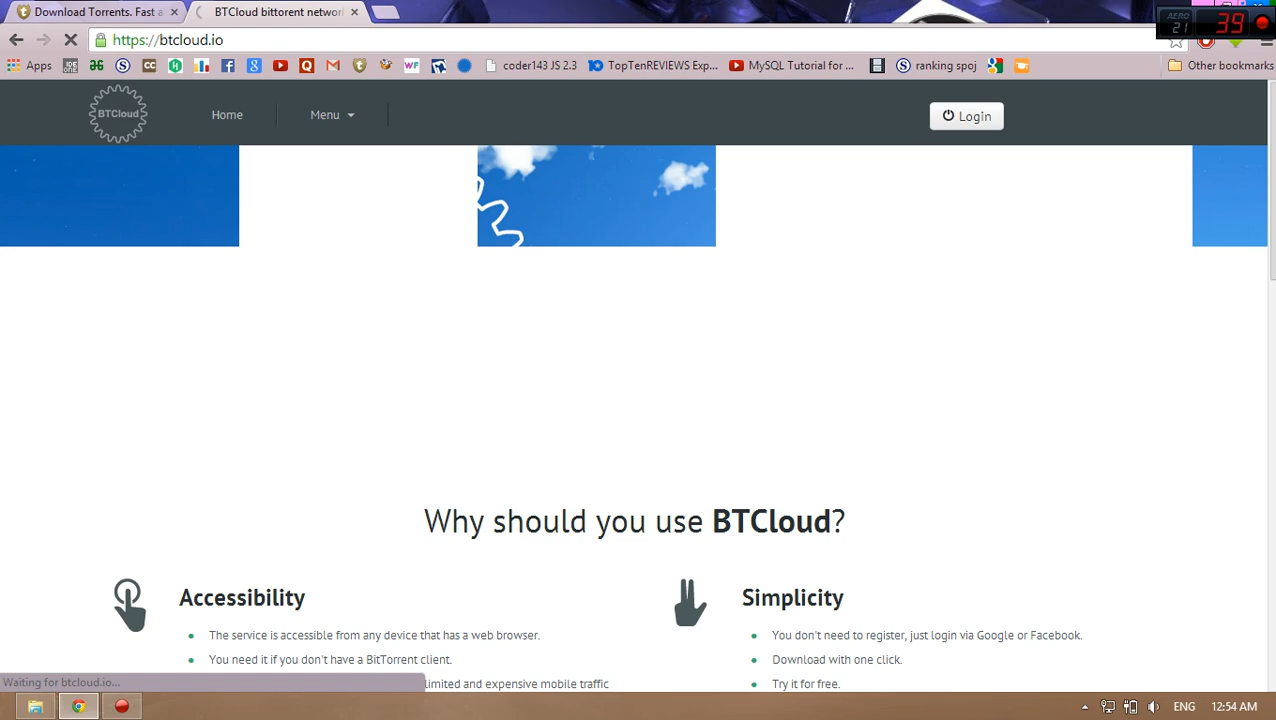 Download Torrents. Fast a
BTCloud bittorent networ
AERO
21
39
https://btcloud.io
Apps
coder143 JS 2.3
TopTenREVIEWS Exp...
MySQL Tutorial for ...
ranking spoj
Other bookmarks
BTCloud
Home
Menu
Login
Why should you use BTCloud?
Accessibility
The service is accessible from any device that has a web browser.
You need it if you don't have a BitTorrent client.
limited and expensive mobile traffic
Simplicity
You don't need to register, just login via Google or Facebook.
Download with one click.
Try it for free.
Waiting for btcloud.io...
ENG
12:54 AM